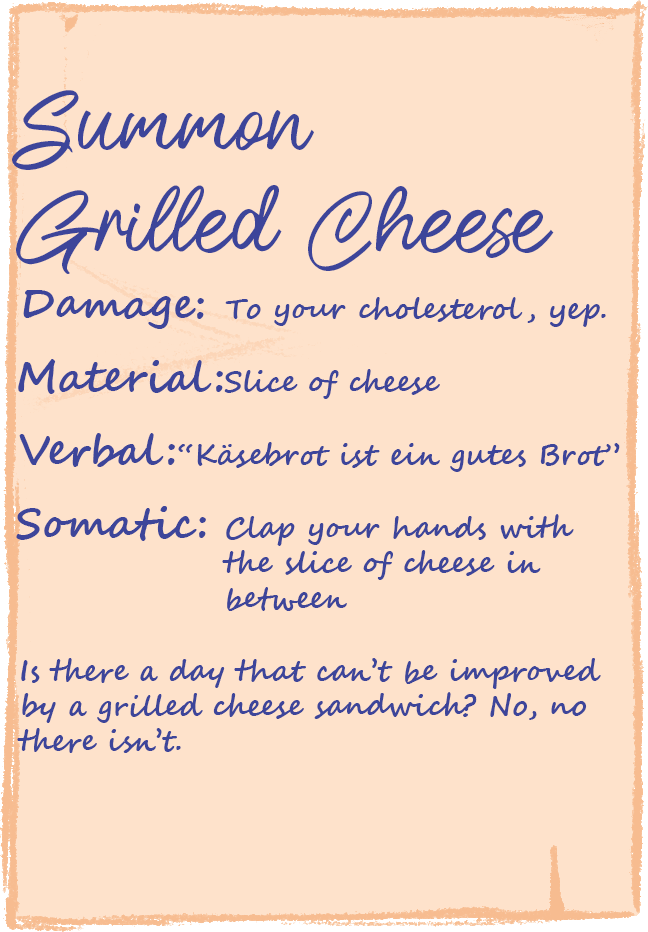 Summon
Grilled Cheese
Damage: To your cholesterol, yep.
Material: Slice of cheese
Verbal: “Käsebrot ist ein gutes Brot”
Somatic: Clap your hands with
the slice of cheese in
between
Is there a day that can’t be improved
by a grilled cheese sandwich? No, no
there isn’t.